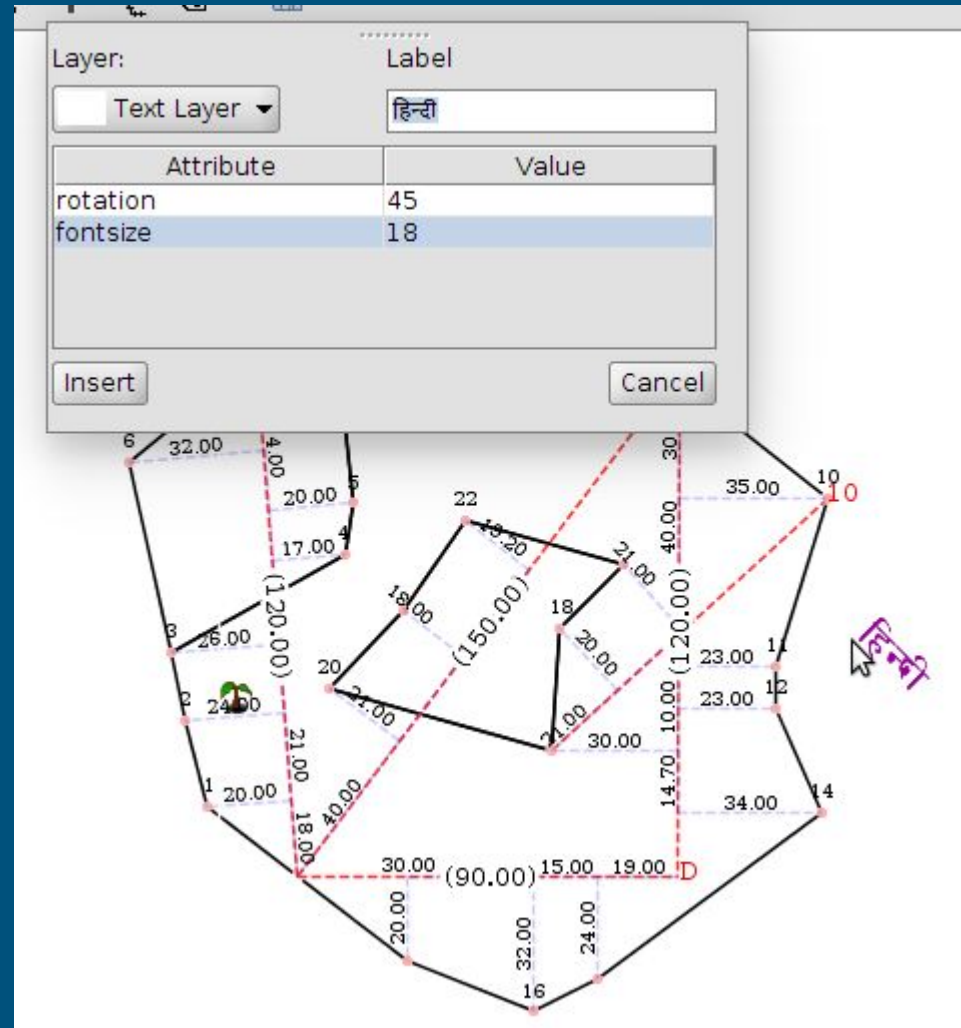 Layer: Label
Text Layer हिन्दी
Attribute Value
rotation 45
fontsize 18
Insert Cancel
6 32.00 4.00 30
5 20.00 22 35.00 10 10
4 17.00 13.20 40.00
21.00
(120.00) 18.00 (150.00) 18 (120.00) हिन्दी
3 26.00 20.00 23.00 11
20
2 24.00 21.00 10.00 23.00 12
21.00 21.00 30.00
1 20.00 40.00 14.70 34.00 14
18.00
30.00 (90.00) 15.00 19.00 D
20.00 32.00 24.00
16